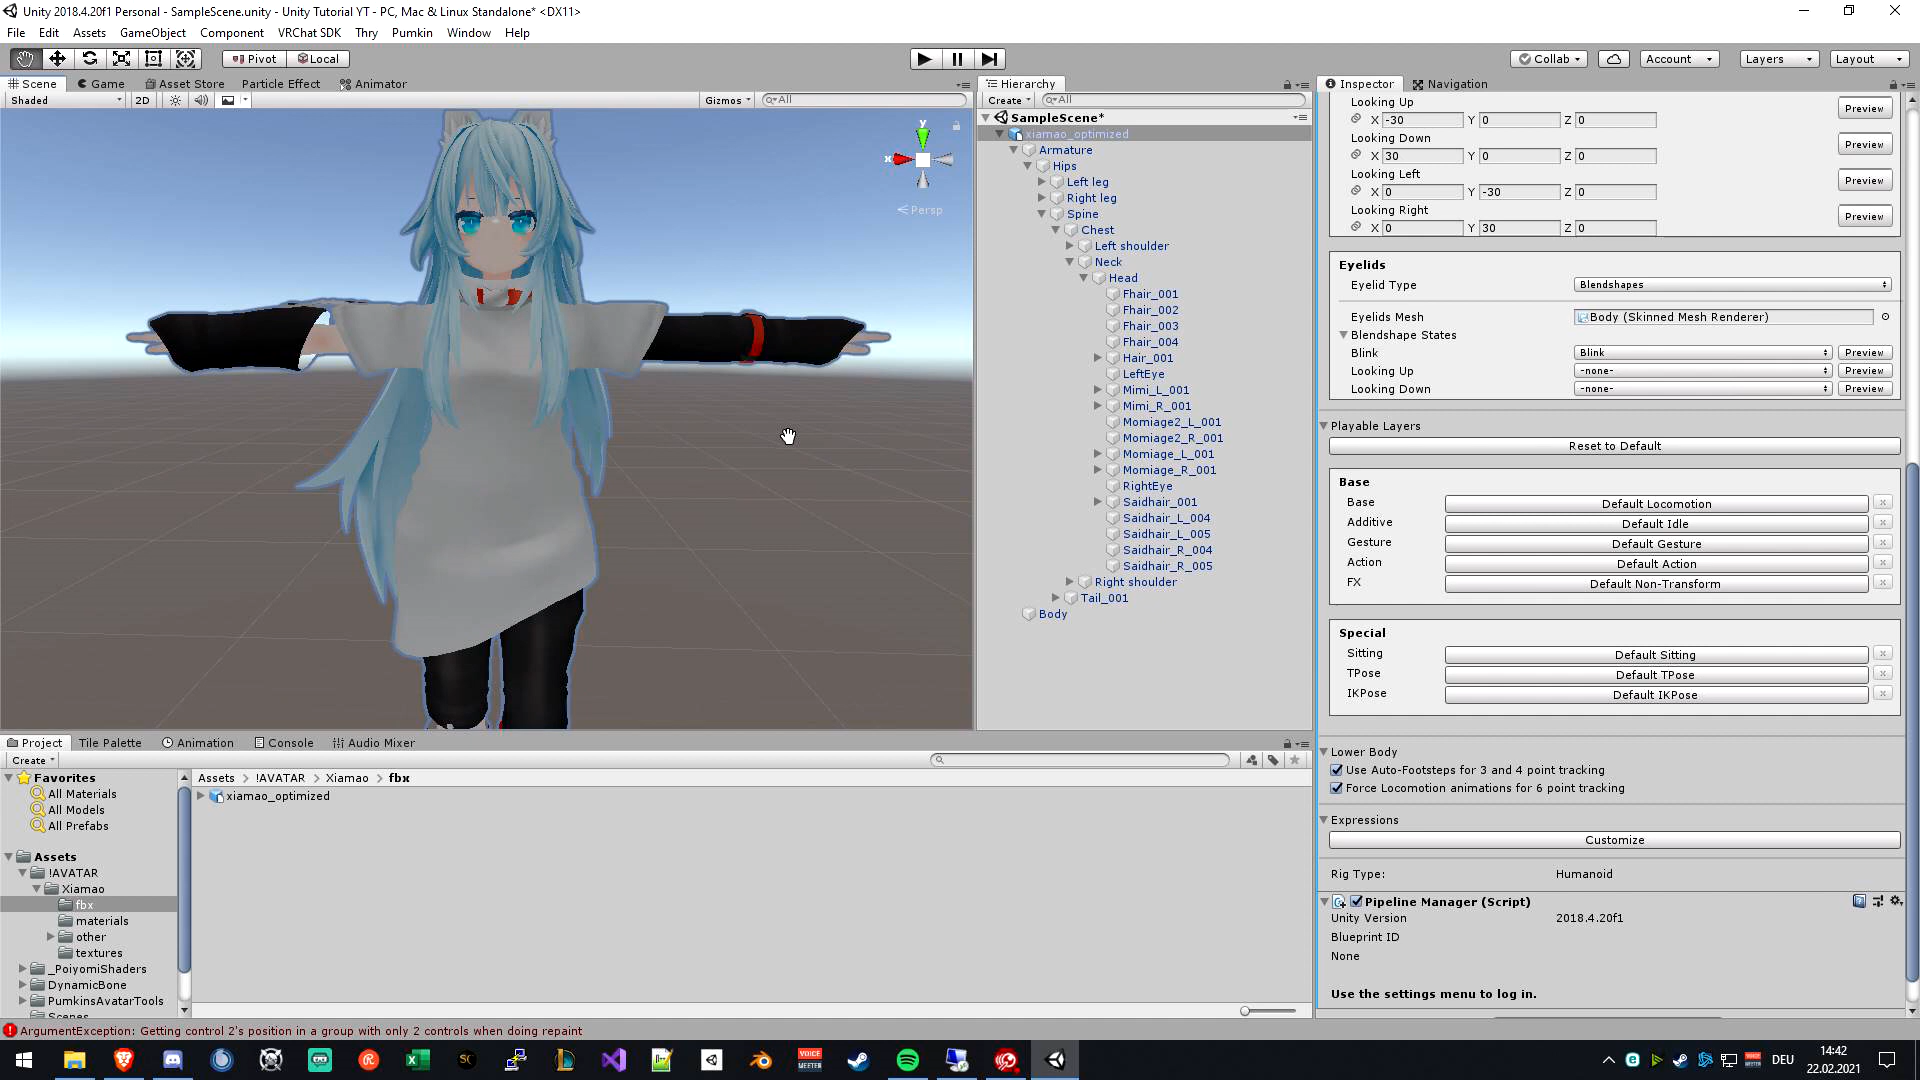 Unity 2018.4.20f1 Personal - SampleScene.unity - Unity Tutorial YT - PC, Mac & Linux Standalone* <DX11>
File Edit Assets GameObject Component VRChat SDK Thry Pumkin Window Help
Pivot Local Collab Account Layers Layout
Scene Game Asset Store Particle Effect Animator
Shaded 2D Gizmos All
y
x
Persp
Hierarchy
Create All
SampleScene*
xiamao_optimized
Armature
Hips
Left leg
Right leg
Spine
Chest
Left shoulder
Neck
Head
Fhair_001
Fhair_002
Fhair_003
Fhair_004
Hair_001
LeftEye
Mimi_L_001
Mimi_R_001
Momiage2_L_001
Momiage2_R_001
Momiage_L_001
Momiage_R_001
RightEye
Saidhair_001
Saidhair_L_004
Saidhair_L_005
Saidhair_R_004
Saidhair_R_005
Right shoulder
Tail_001
Body
Inspector Navigation
Looking Up
X -30 Y 0 Z 0 Preview
Looking Down
X 30 Y 0 Z 0 Preview
Looking Left
X 0 Y -30 Z 0 Preview
Looking Right
X 0 Y 30 Z 0 Preview
Eyelids
Eyelid Type Blendshapes
Eyelids Mesh Body (Skinned Mesh Renderer)
Blendshape States
Blink Blink Preview
Looking Up -none- Preview
Looking Down -none- Preview
Playable Layers
Reset to Default
Base
Base Default Locomotion x
Additive Default Idle x
Gesture Default Gesture x
Action Default Action x
FX Default Non-Transform x
Special
Sitting Default Sitting x
TPose Default TPose x
IKPose Default IKPose x
Lower Body
Use Auto-Footsteps for 3 and 4 point tracking
Force Locomotion animations for 6 point tracking
Expressions
Customize
Rig Type: Humanoid
Pipeline Manager (Script)
Unity Version 2018.4.20f1
Blueprint ID
None
Use the settings menu to log in.
Project Tile Palette Animation Console Audio Mixer
Create
Favorites
All Materials
All Models
All Prefabs
Assets
!AVATAR
Xiamao
fbx
materials
other
textures
_PoiyomiShaders
DynamicBone
PumkinsAvatarTools
Scenes
Assets > !AVATAR > Xiamao > fbx
xiamao_optimized
ArgumentException: Getting control 2's position in a group with only 2 controls when doing repaint
VOICE MEETER
DEU
14:42
22.02.2021